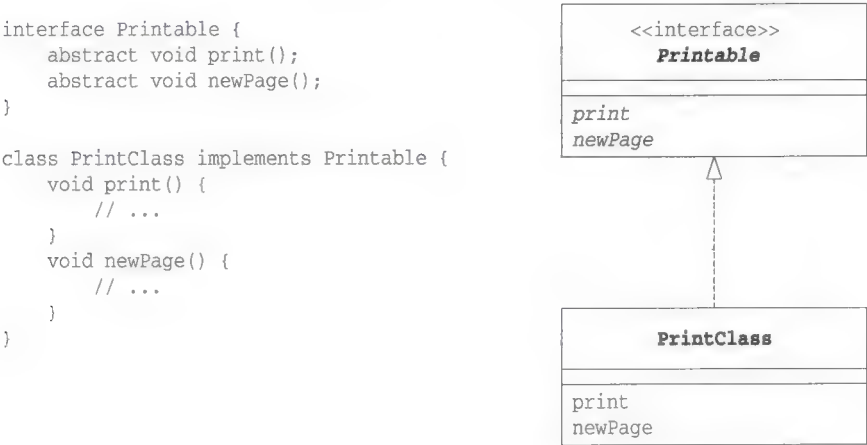 interface Printable {
    abstract void print();
    abstract void newPage();
}
class PrintClass implements Printable {
    void print() {
        // ...
    }
    void newPage() {
        // ...
    }
}
<<interface>>
Printable
print
newPage
PrintClass
print
newPage